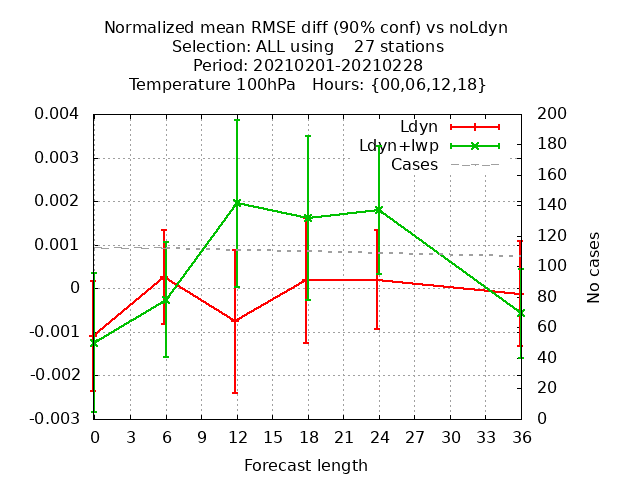 Normalized mean RMSE diff (90% conf) vs noLdyn
Selection: ALL using    27 stations
Period: 20210201-20210228
Temperature 100hPa   Hours: {00,06,12,18}
0.004
0.003
0.002
0.001
0
-0.001
-0.002
-0.003
Ldyn
Ldyn+lwp
Cases
200
180
160
140
120
100
80
60
40
20
0
No cases
0 3 6 9 12 15 18 21 24 27 30 33 36
Forecast length